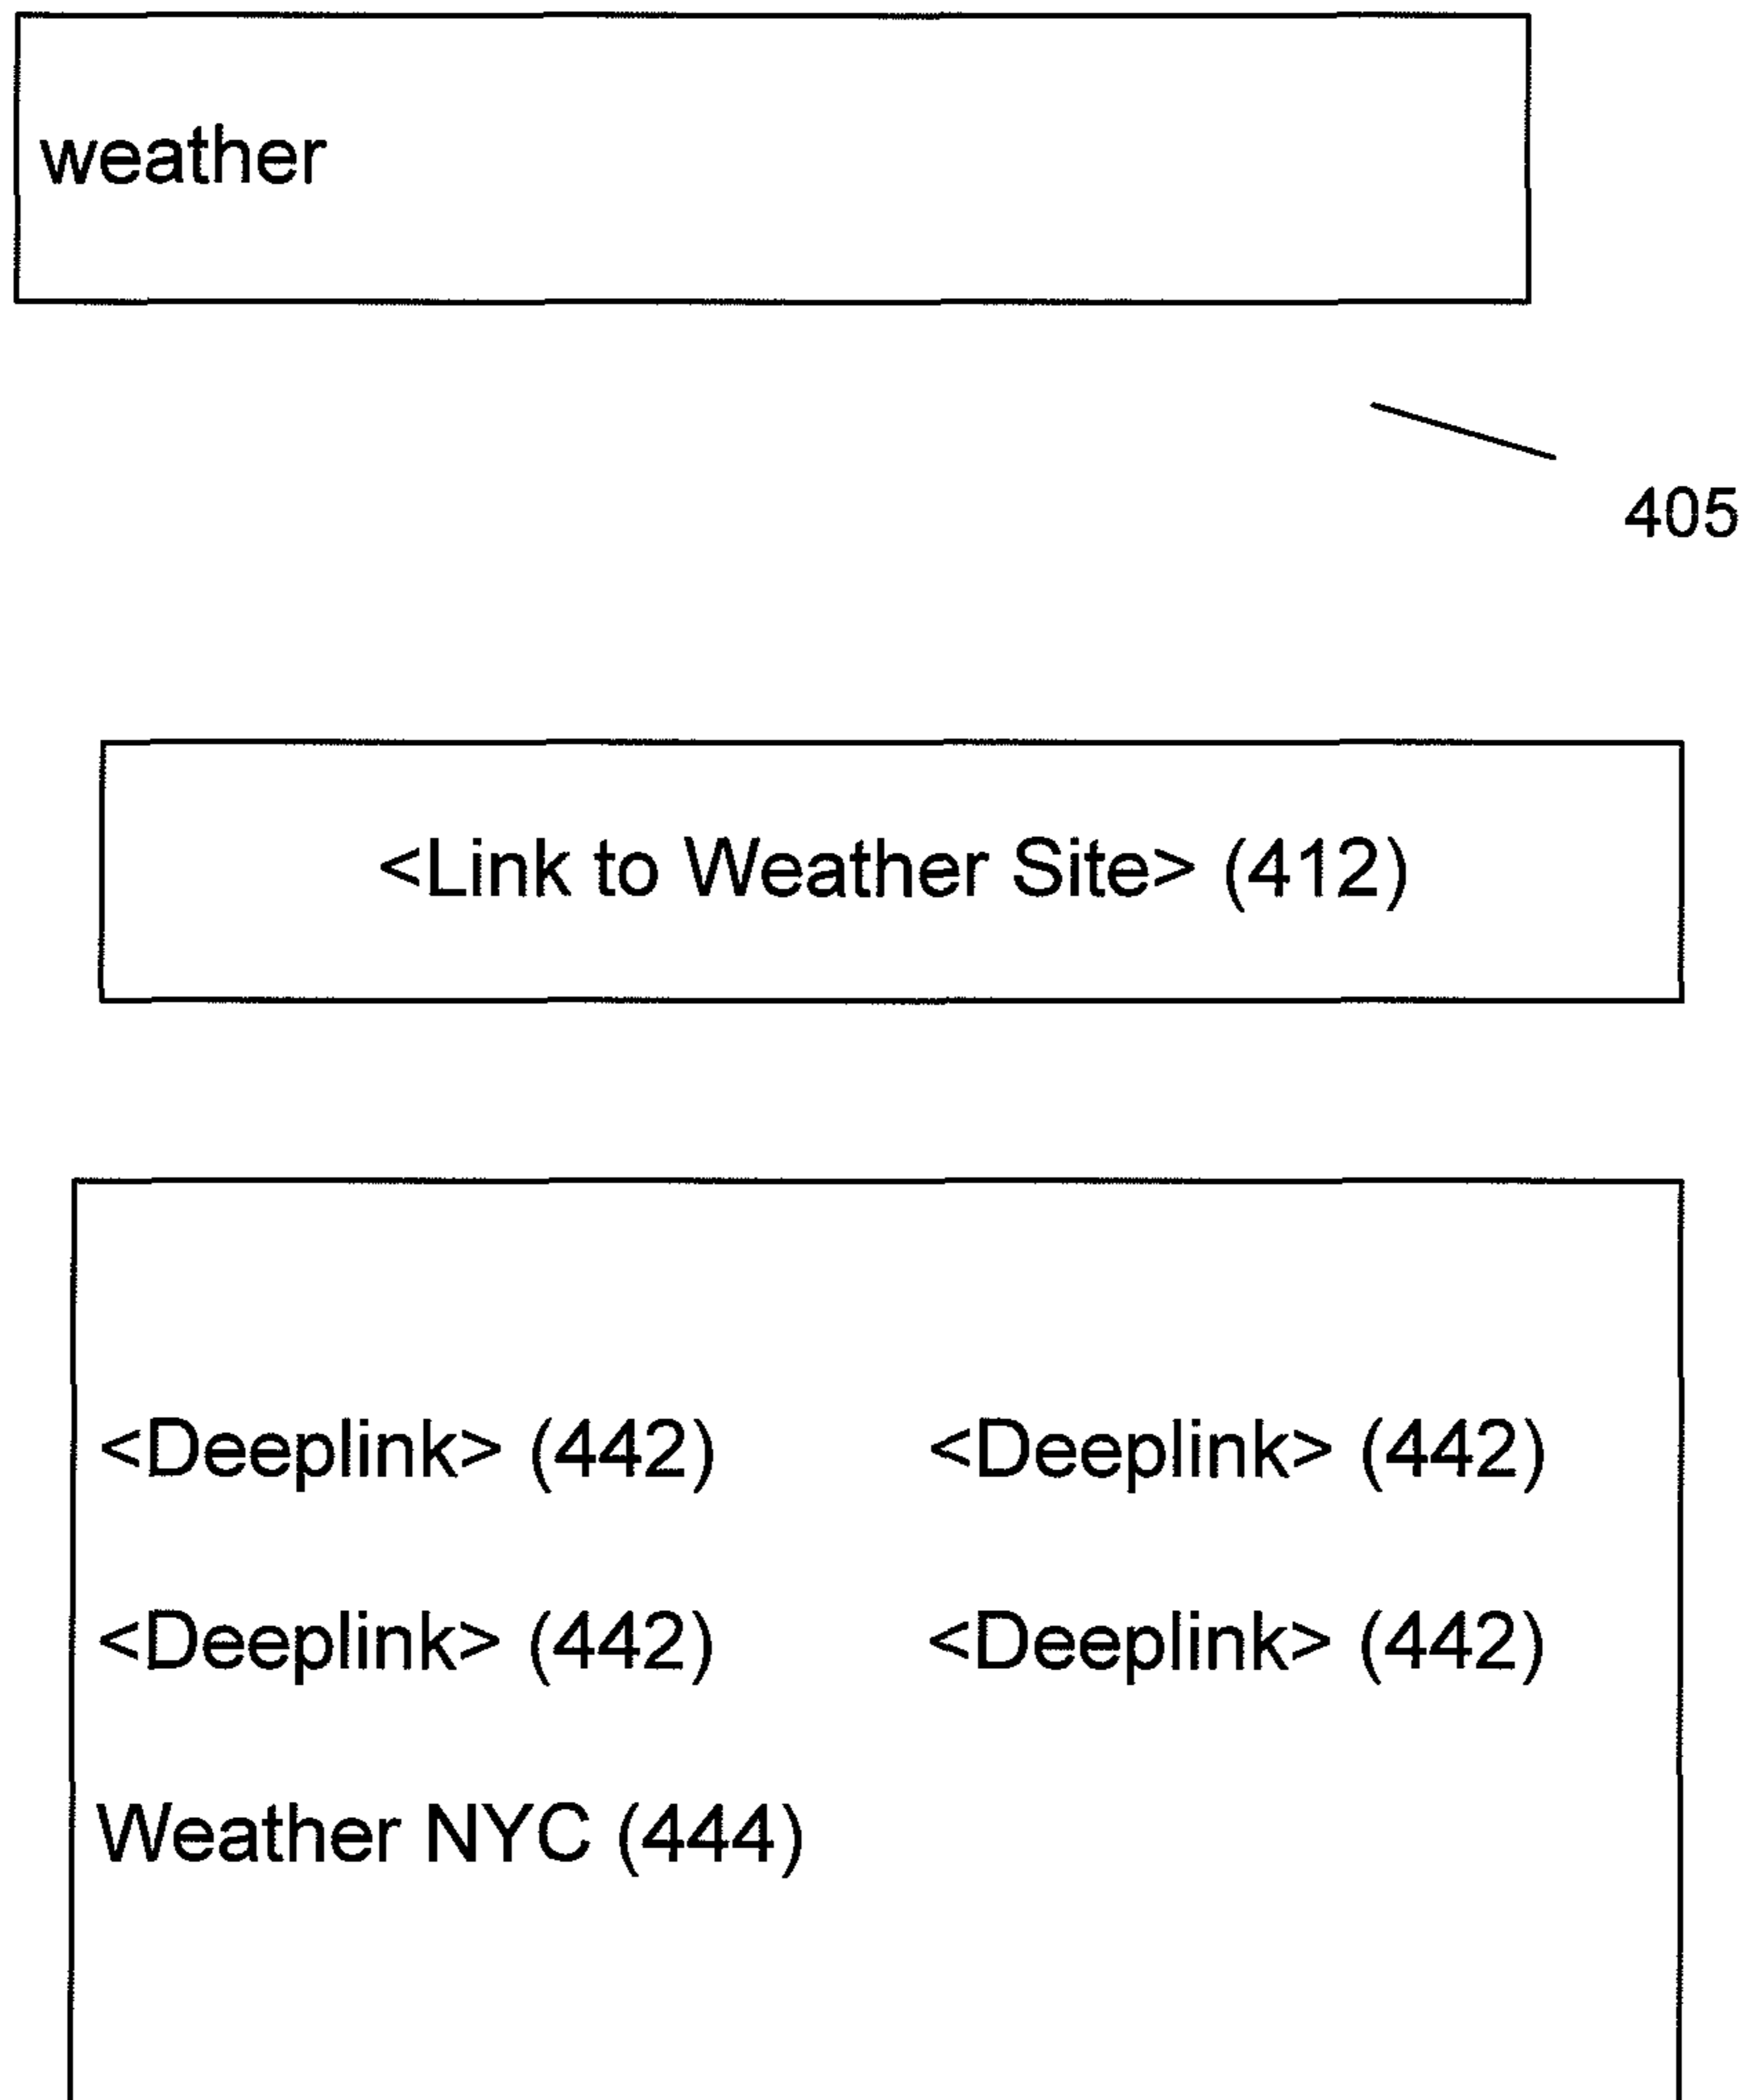 weather
405
<Link to Weather Site> (412)
<Deeplink> (442) <Deeplink> (442)
<Deeplink> (442) <Deeplink> (442)
Weather NYC (444)